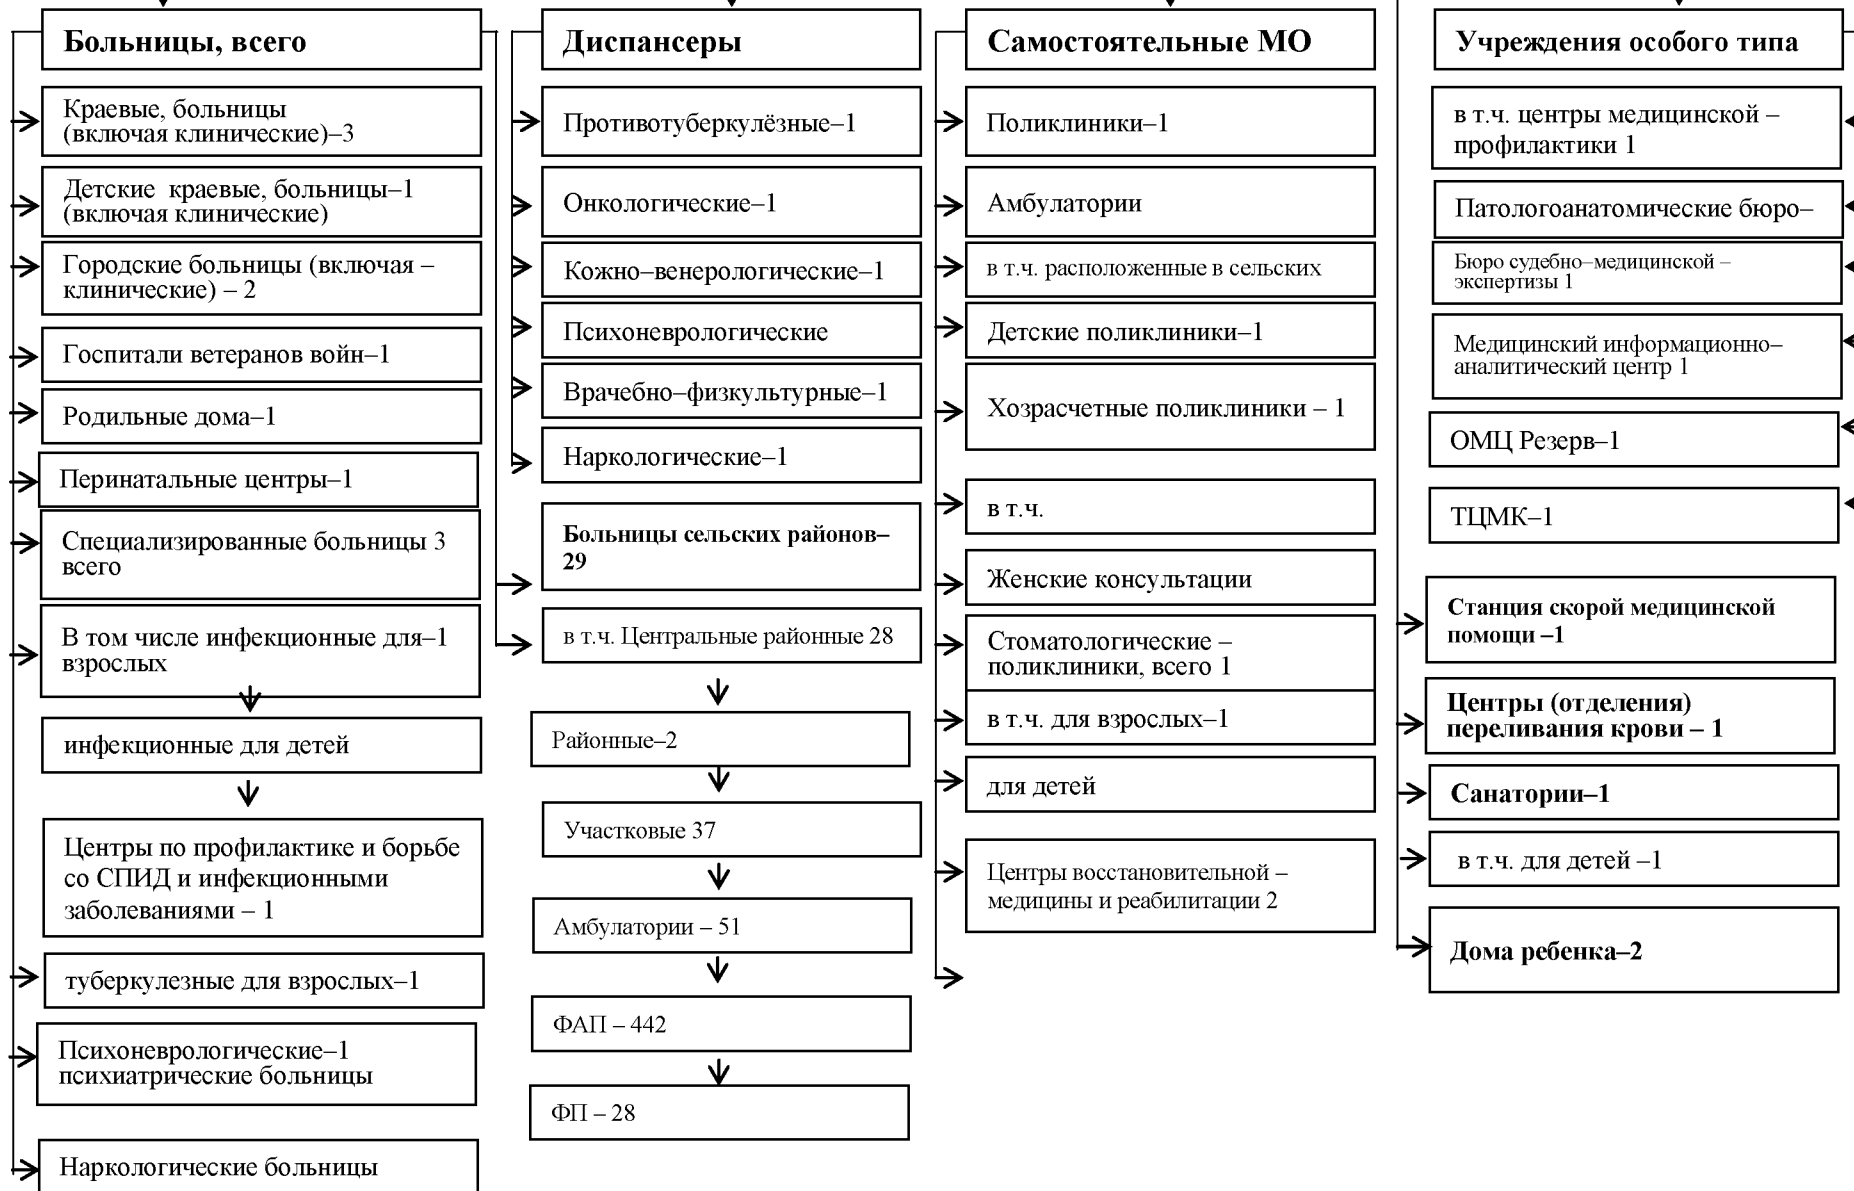 Больницы, всего
Краевые, больницы
(включая клинические)–3
Детские краевые, больницы–1
(включая клинические)
Городские больницы (включая –
клинические) – 2
Госпитали ветеранов войн–1
Родильные дома–1
Перинатальные центры–1
Специализированные больницы 3
всего
В том числе инфекционные для–1
взрослых
инфекционные для детей
Центры по профилактике и борьбе
со СПИД и инфекционными
заболеваниями – 1
туберкулезные для взрослых–1
Психоневрологические–1
психиатрические больницы
Наркологические больницы
Диспансеры
Противотуберкулёзные–1
Онкологические–1
Кожно–венерологические–1
Психоневрологические
Врачебно–физкультурные–1
Наркологические–1
Больницы сельских районов–
29
в т.ч. Центральные районные 28
Районные–2
Участковые 37
Амбулатории – 51
ФАП – 442
ФП – 28
Самостоятельные МО
Поликлиники–1
Амбулатории
в т.ч. расположенные в сельских
Детские поликлиники–1
Хозрасчетные поликлиники – 1
в т.ч.
Женские консультации
Стоматологические –
поликлиники, всего 1
в т.ч. для взрослых–1
для детей
Центры восстановительной –
медицины и реабилитации 2
Учреждения особого типа
в т.ч. центры медицинской –
профилактики 1
Патологоанатомические бюро–
Бюро судебно–медицинской –
экспертизы 1
Медицинский информационно–
аналитический центр 1
ОМЦ Резерв–1
ТЦМК–1
Станция скорой медицинской
помощи –1
Центры (отделения)
переливания крови – 1
Санатории–1
в т.ч. для детей –1
Дома ребенка–2